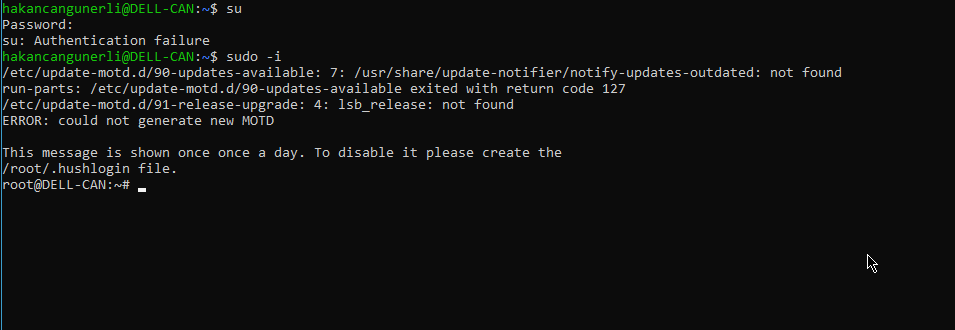 hakancangunerli@DELL-CAN:~$ su
Password:
su: Authentication failure
hakancangunerli@DELL-CAN:~$ sudo -i
/etc/update-motd.d/90-updates-available: 7: /usr/share/update-notifier/notify-updates-outdated: not found
run-parts: /etc/update-motd.d/90-updates-available exited with return code 127
/etc/update-motd.d/91-release-upgrade: 4: lsb_release: not found
ERROR: could not generate new MOTD
This message is shown once once a day. To disable it please create the
/root/.hushlogin file.
root@DELL-CAN:~#